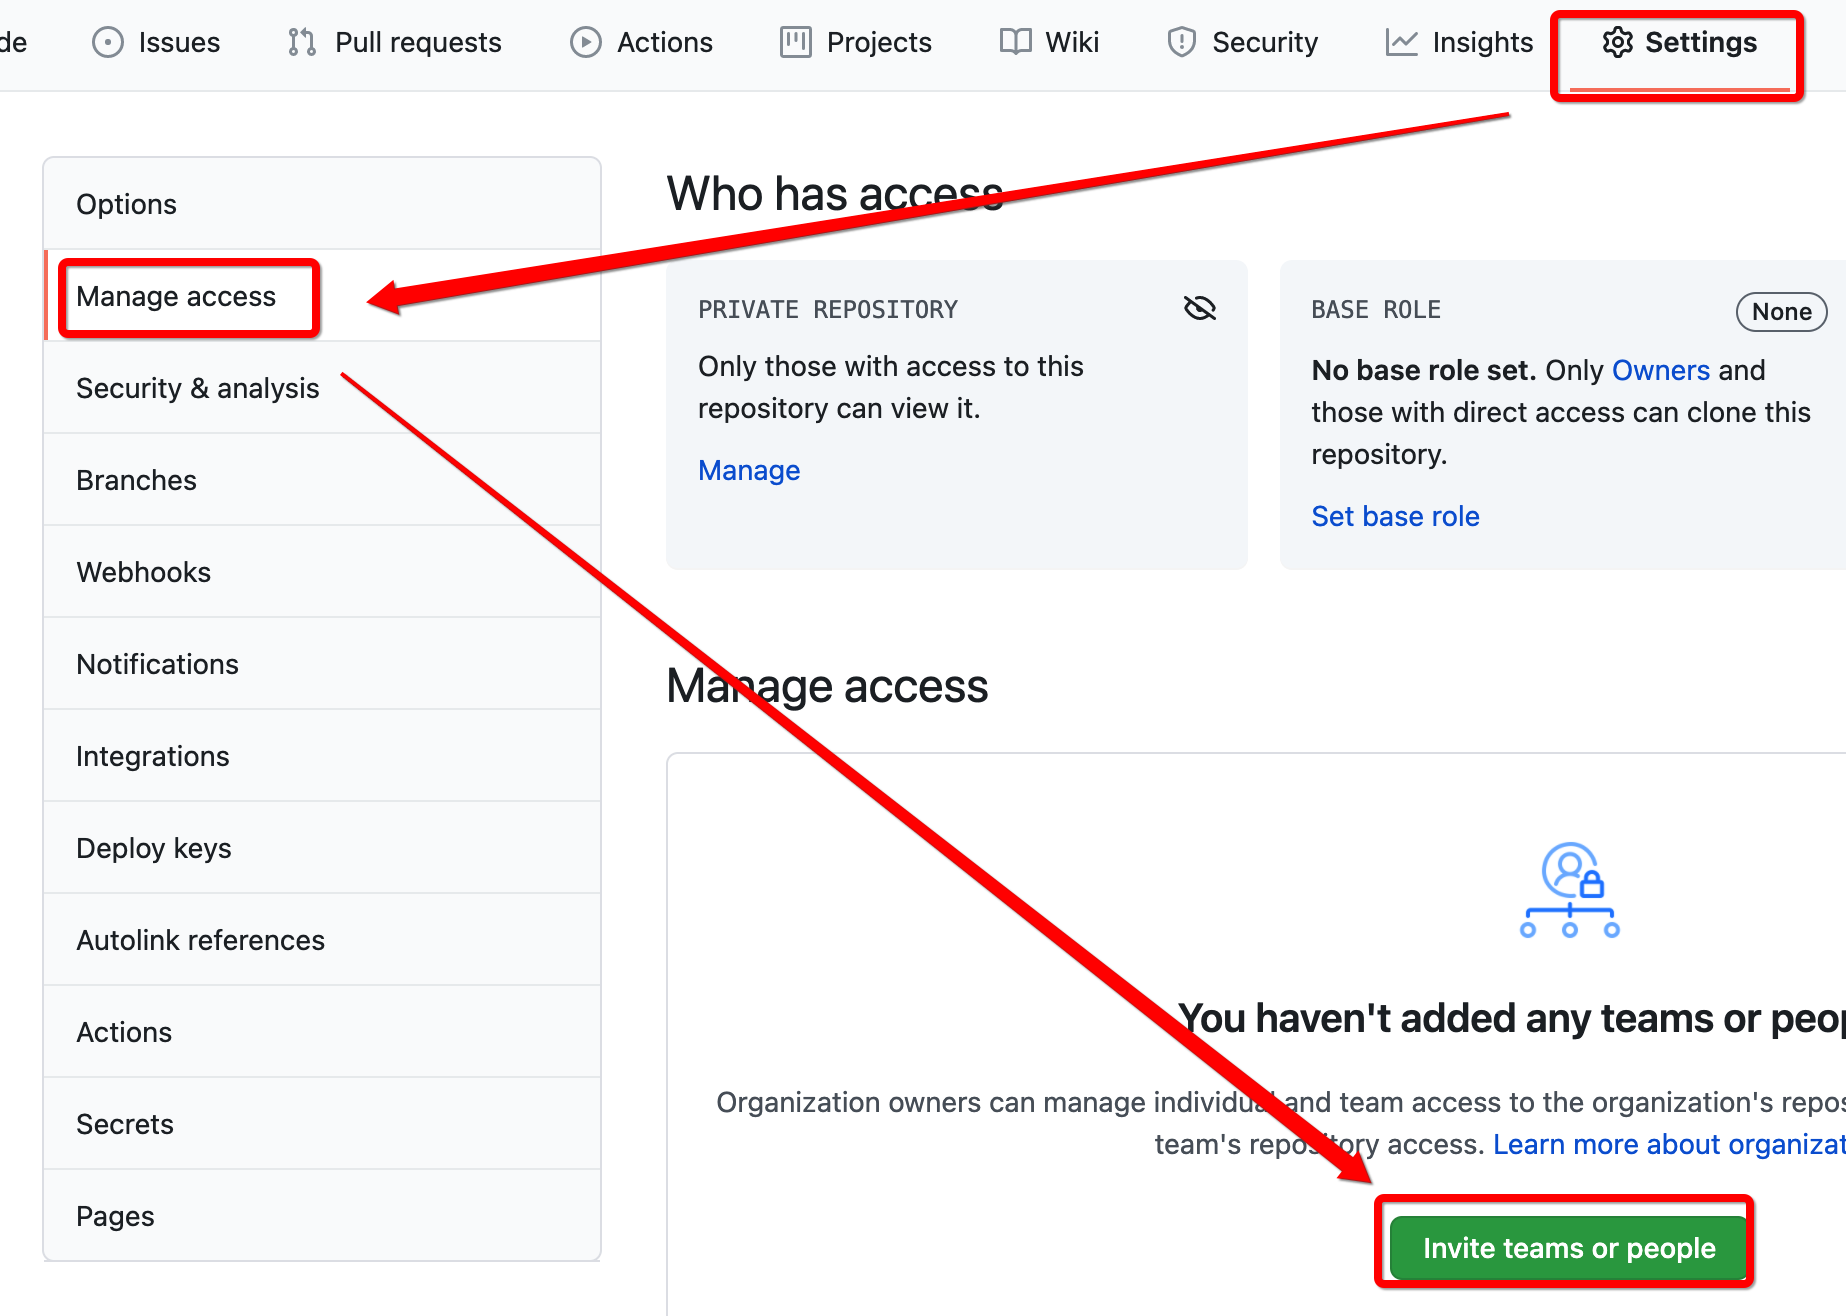 de Issues Pull requests Actions Projects Wiki Security Insights Settings
Options
Manage access
Security & analysis
Branches
Webhooks
Notifications
Integrations
Deploy keys
Autolink references
Actions
Secrets
Pages
Who has access
PRIVATE REPOSITORY
Only those with access to this
repository can view it.
Manage
BASE ROLE
None
No base role set. Only Owners and
those with direct access can clone this
repository.
Set base role
Manage access
You haven't added any teams or peop
Organization owners can manage individual and team access to the organization's repos
team's repository access. Learn more about organizat
Invite teams or people